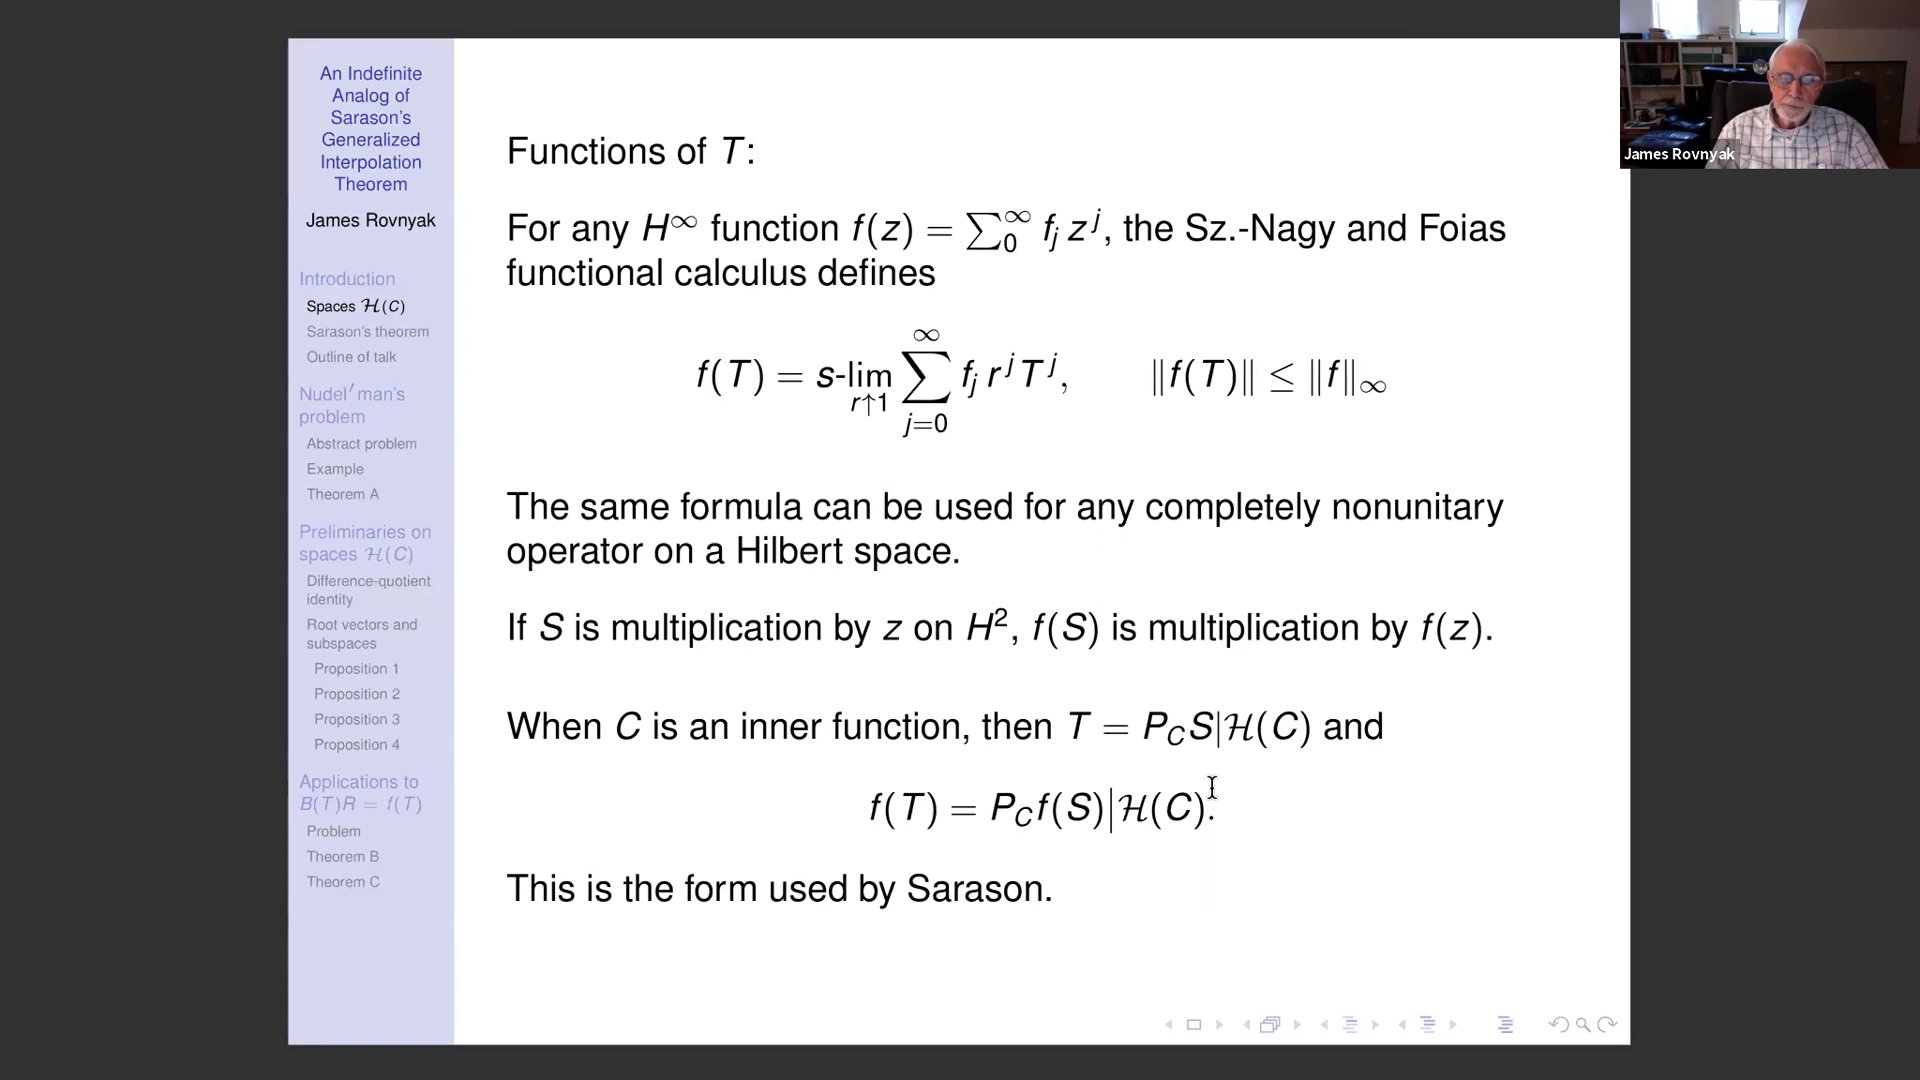 An Indefinite
Analog of
Sarason's
Generalized
Interpolation
Theorem
James Rovnyak
Introduction
Spaces ℋ(C)
Sarason's theorem
Outline of talk
Nudel′man's
problem
Abstract problem
Example
Theorem A
Preliminaries on
spaces ℋ(C)
Difference-quotient
identity
Root vectors and
subspaces
Proposition 1
Proposition 2
Proposition 3
Proposition 4
Applications to
B(T)R = f(T)
Problem
Theorem B
Theorem C
Functions of T:
For any H^∞ function f(z) = ∑_0^∞ f_j z^j, the Sz.-Nagy and Foias
functional calculus defines
f(T) = s-lim_{r↑1} ∑_{j=0}^∞ f_j r^j T^j, ‖f(T)‖ ≤ ‖f‖_∞
The same formula can be used for any completely nonunitary
operator on a Hilbert space.
If S is multiplication by z on H², f(S) is multiplication by f(z).
When C is an inner function, then T = P_C S|ℋ(C) and
f(T) = P_C f(S)|ℋ(C).
This is the form used by Sarason.
James Rovnyak